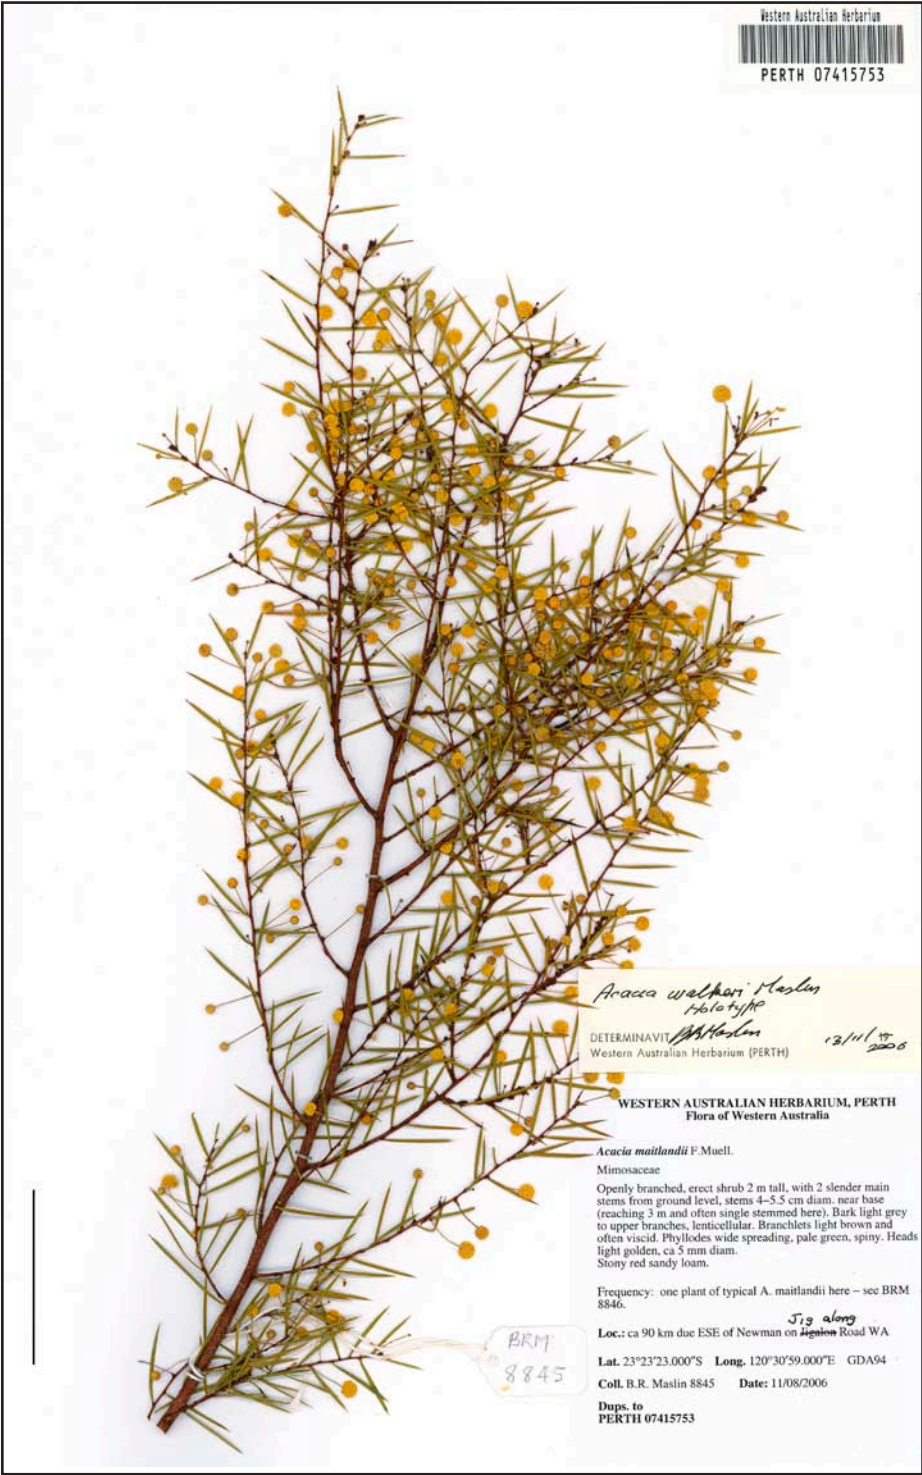 Western Australian Herbarium
PERTH 07415753
Acacia walkeri Maslin
Holotype
DETERMINAVIT BRMaslin
13/11/2006
Western Australian Herbarium (PERTH)
WESTERN AUSTRALIAN HERBARIUM, PERTH
Flora of Western Australia
Acacia maitlandii F.Muell.
Mimosaceae
Openly branched, erect shrub 2 m tall, with 2 slender main
stems from ground level, stems 4–5.5 cm diam. near base
(reaching 3 m and often single stemmed here). Bark light grey
to upper branches, lenticellular. Branchlets light brown and
often viscid. Phyllodes wide spreading, pale green, spiny. Heads
light golden, ca 5 mm diam.
Stony red sandy loam.
Frequency: one plant of typical A. maitlandii here – see BRM
8846.
Jigalong
Loc.: ca 90 km due ESE of Newman on Jigalon Road WA
Lat. 23°23'23.000"S Long. 120°30'59.000"E GDA94
Coll. B.R. Maslin 8845 Date: 11/08/2006
Dups. to
PERTH 07415753
BRM
8845